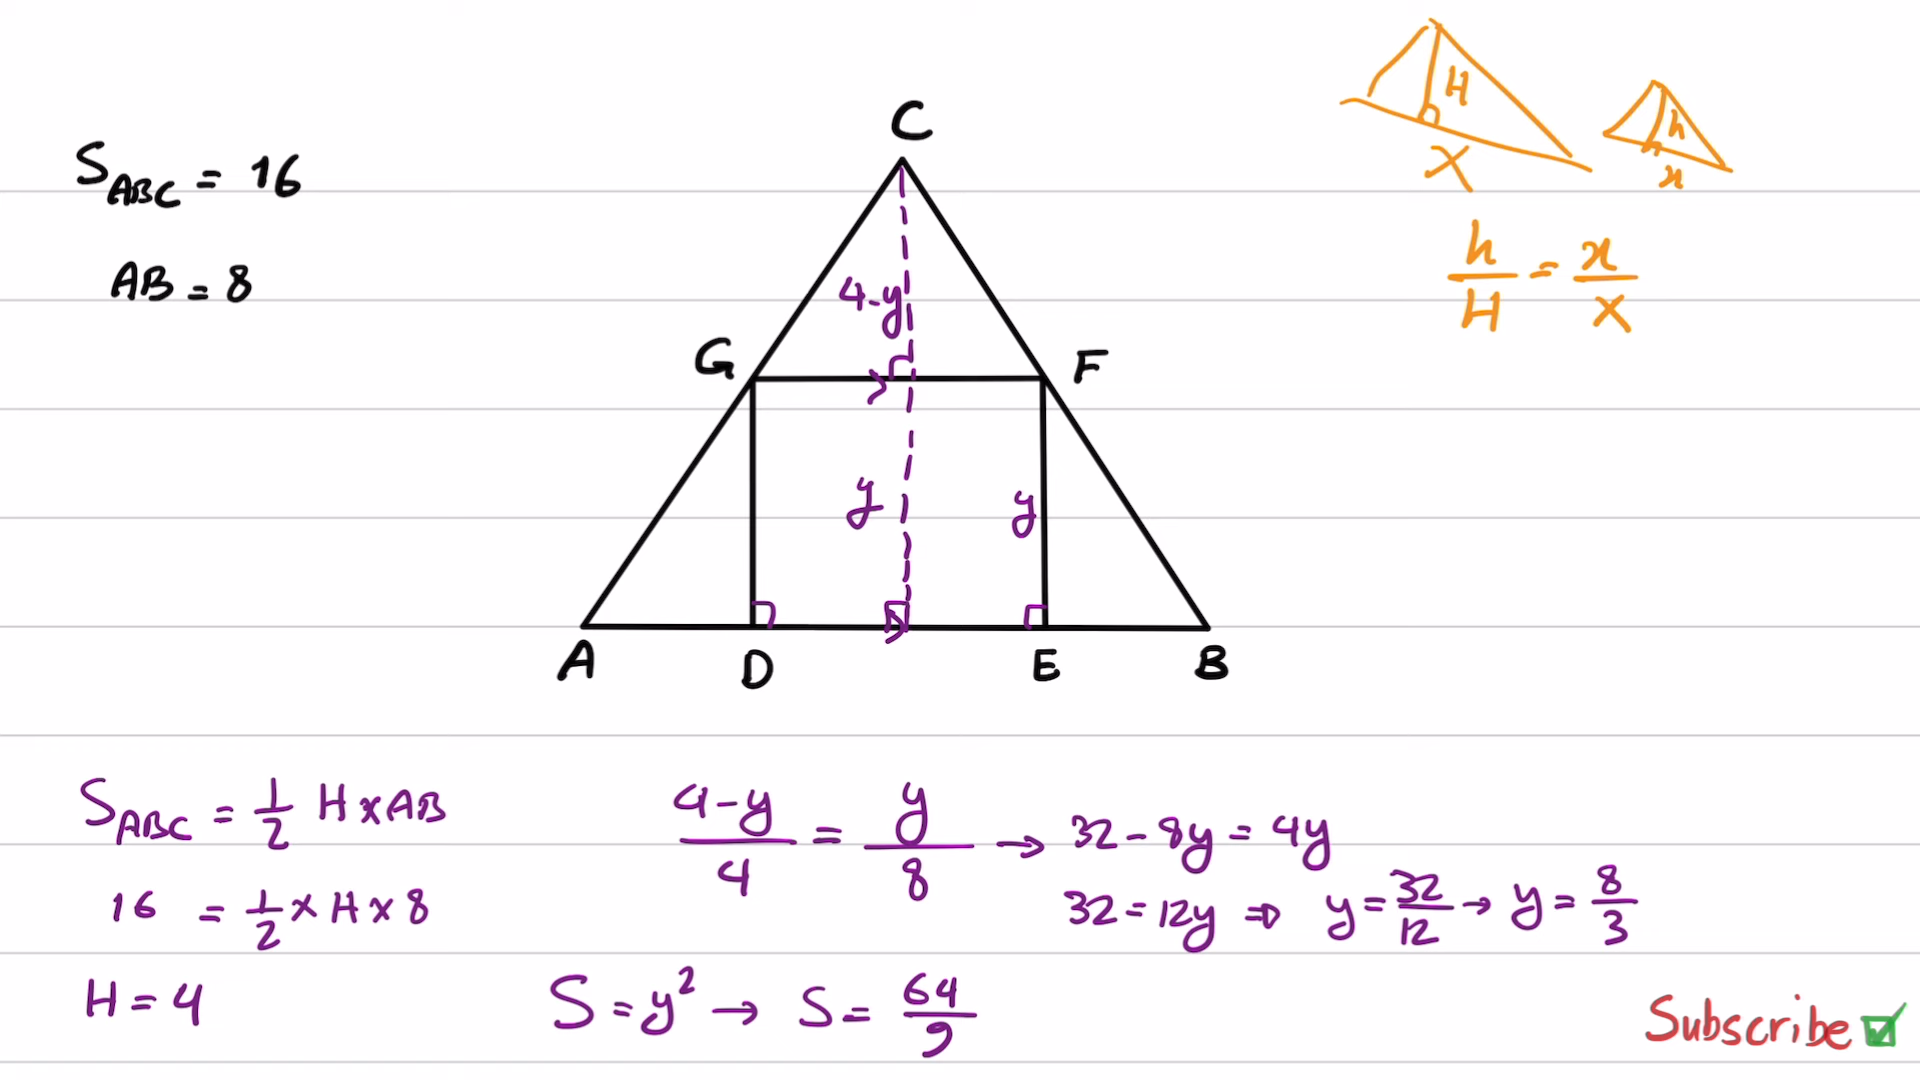 S_ABC = 16
AB = 8
C
4-y
G
F
y
y
A
D
E
B
H
X
h
x
h/H = x/X
S_ABC = 1/2 H×AB
16 = 1/2 × H × 8
H = 4
4-y/4 = y/8 → 32 - 8y = 4y
32 = 12y ⇒ y = 32/12 → y = 8/3
S = y² → S = 64/9
Subscribe